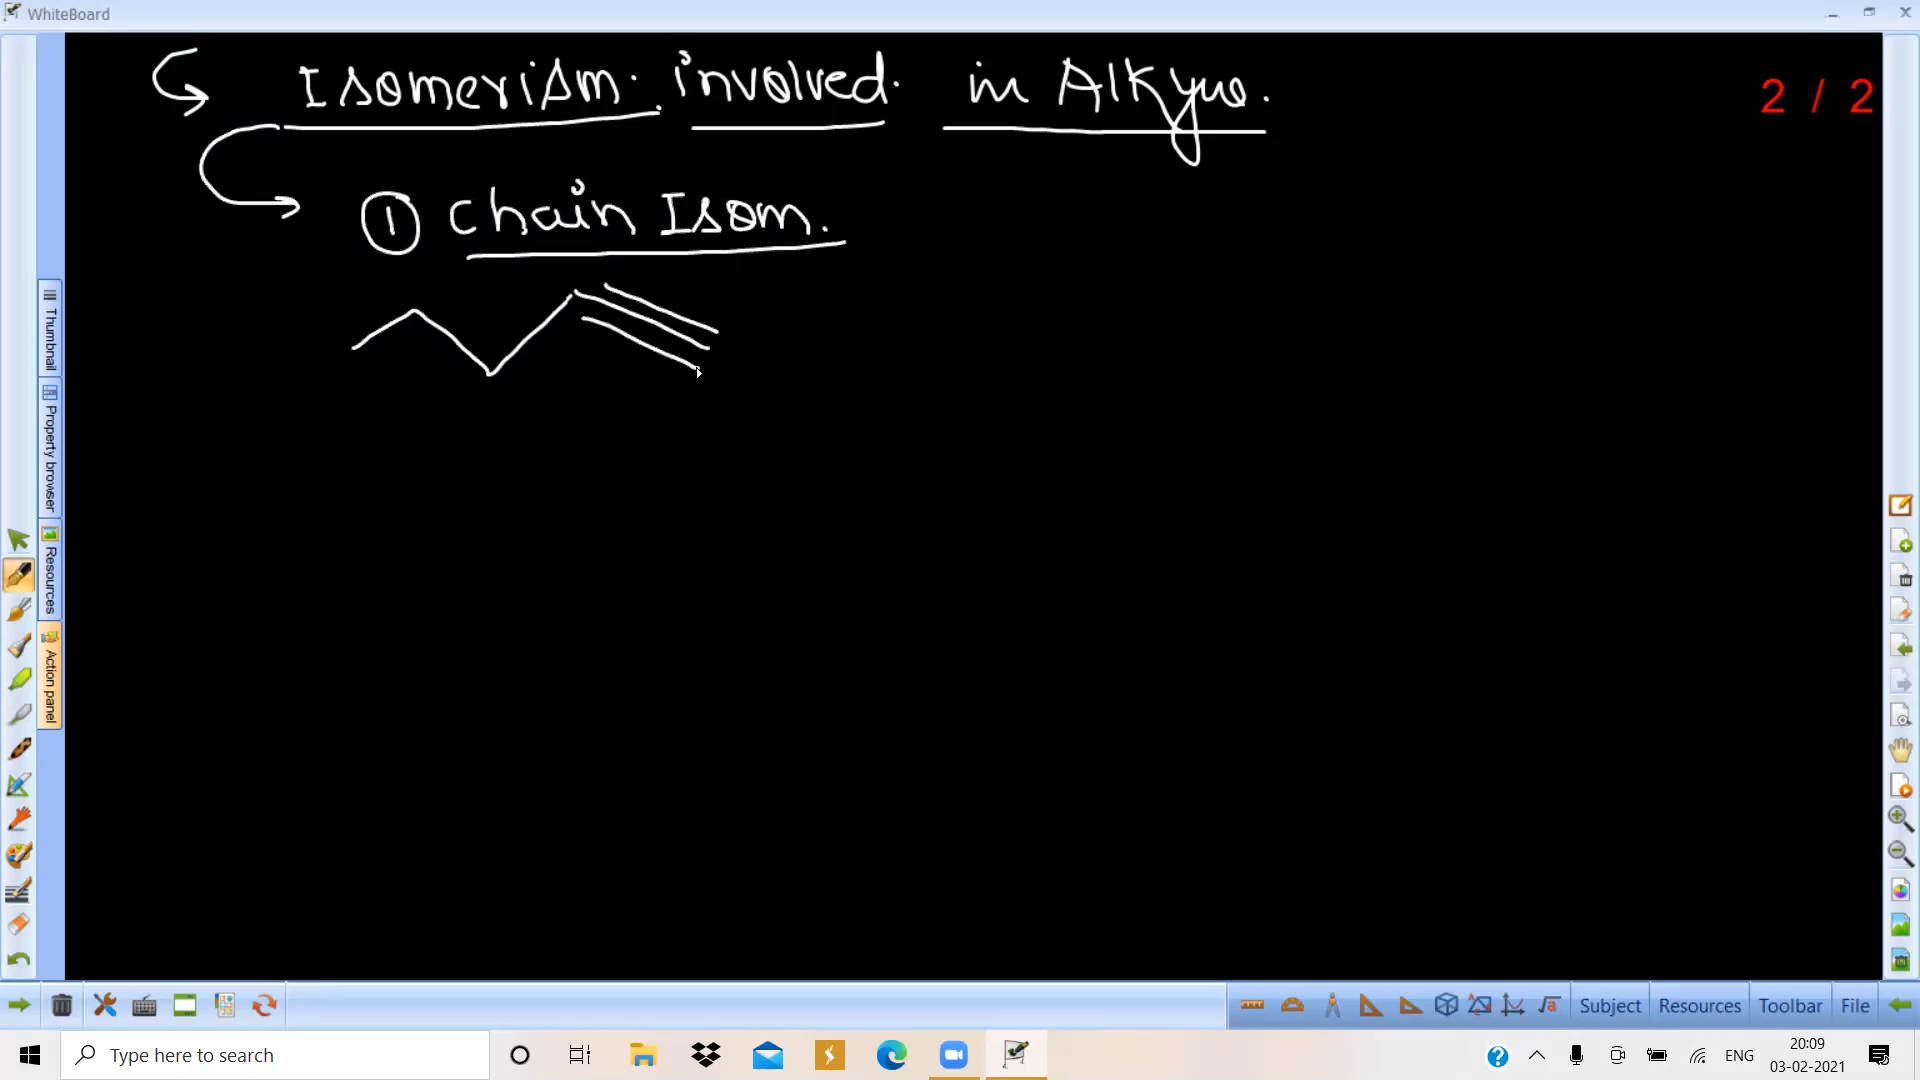 WhiteBoard
Isomerism. involved. in Alkyne.
2 / 2
① Chain Isom.
Thumbnail
Property browser
Resources
Action panel
Subject Resources Toolbar File
Type here to search
ENG
20:09
03-02-2021